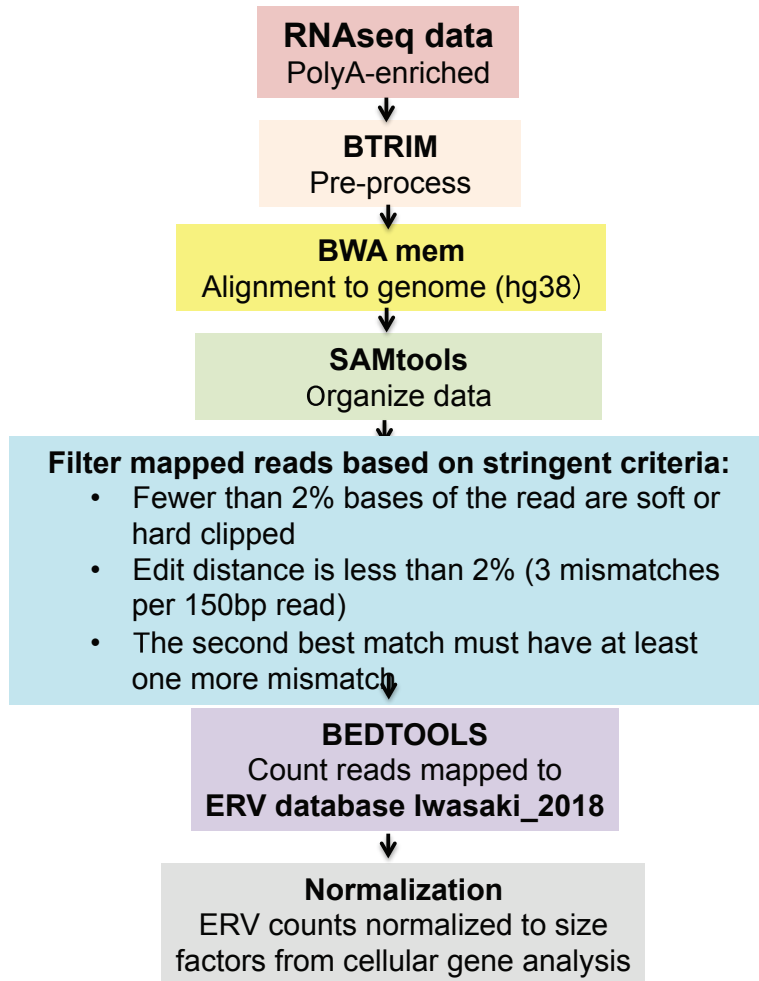 RNAseq data
PolyA-enriched
BTRIM
Pre-process
BWA mem
Alignment to genome (hg38）
SAMtools
Organize data
Filter mapped reads based on stringent criteria:
• Fewer than 2% bases of the read are soft or
hard clipped
• Edit distance is less than 2% (3 mismatches
per 150bp read)
• The second best match must have at least
one more mismatch
BEDTOOLS
Count reads mapped to
ERV database Iwasaki_2018
Normalization
ERV counts normalized to size
factors from cellular gene analysis